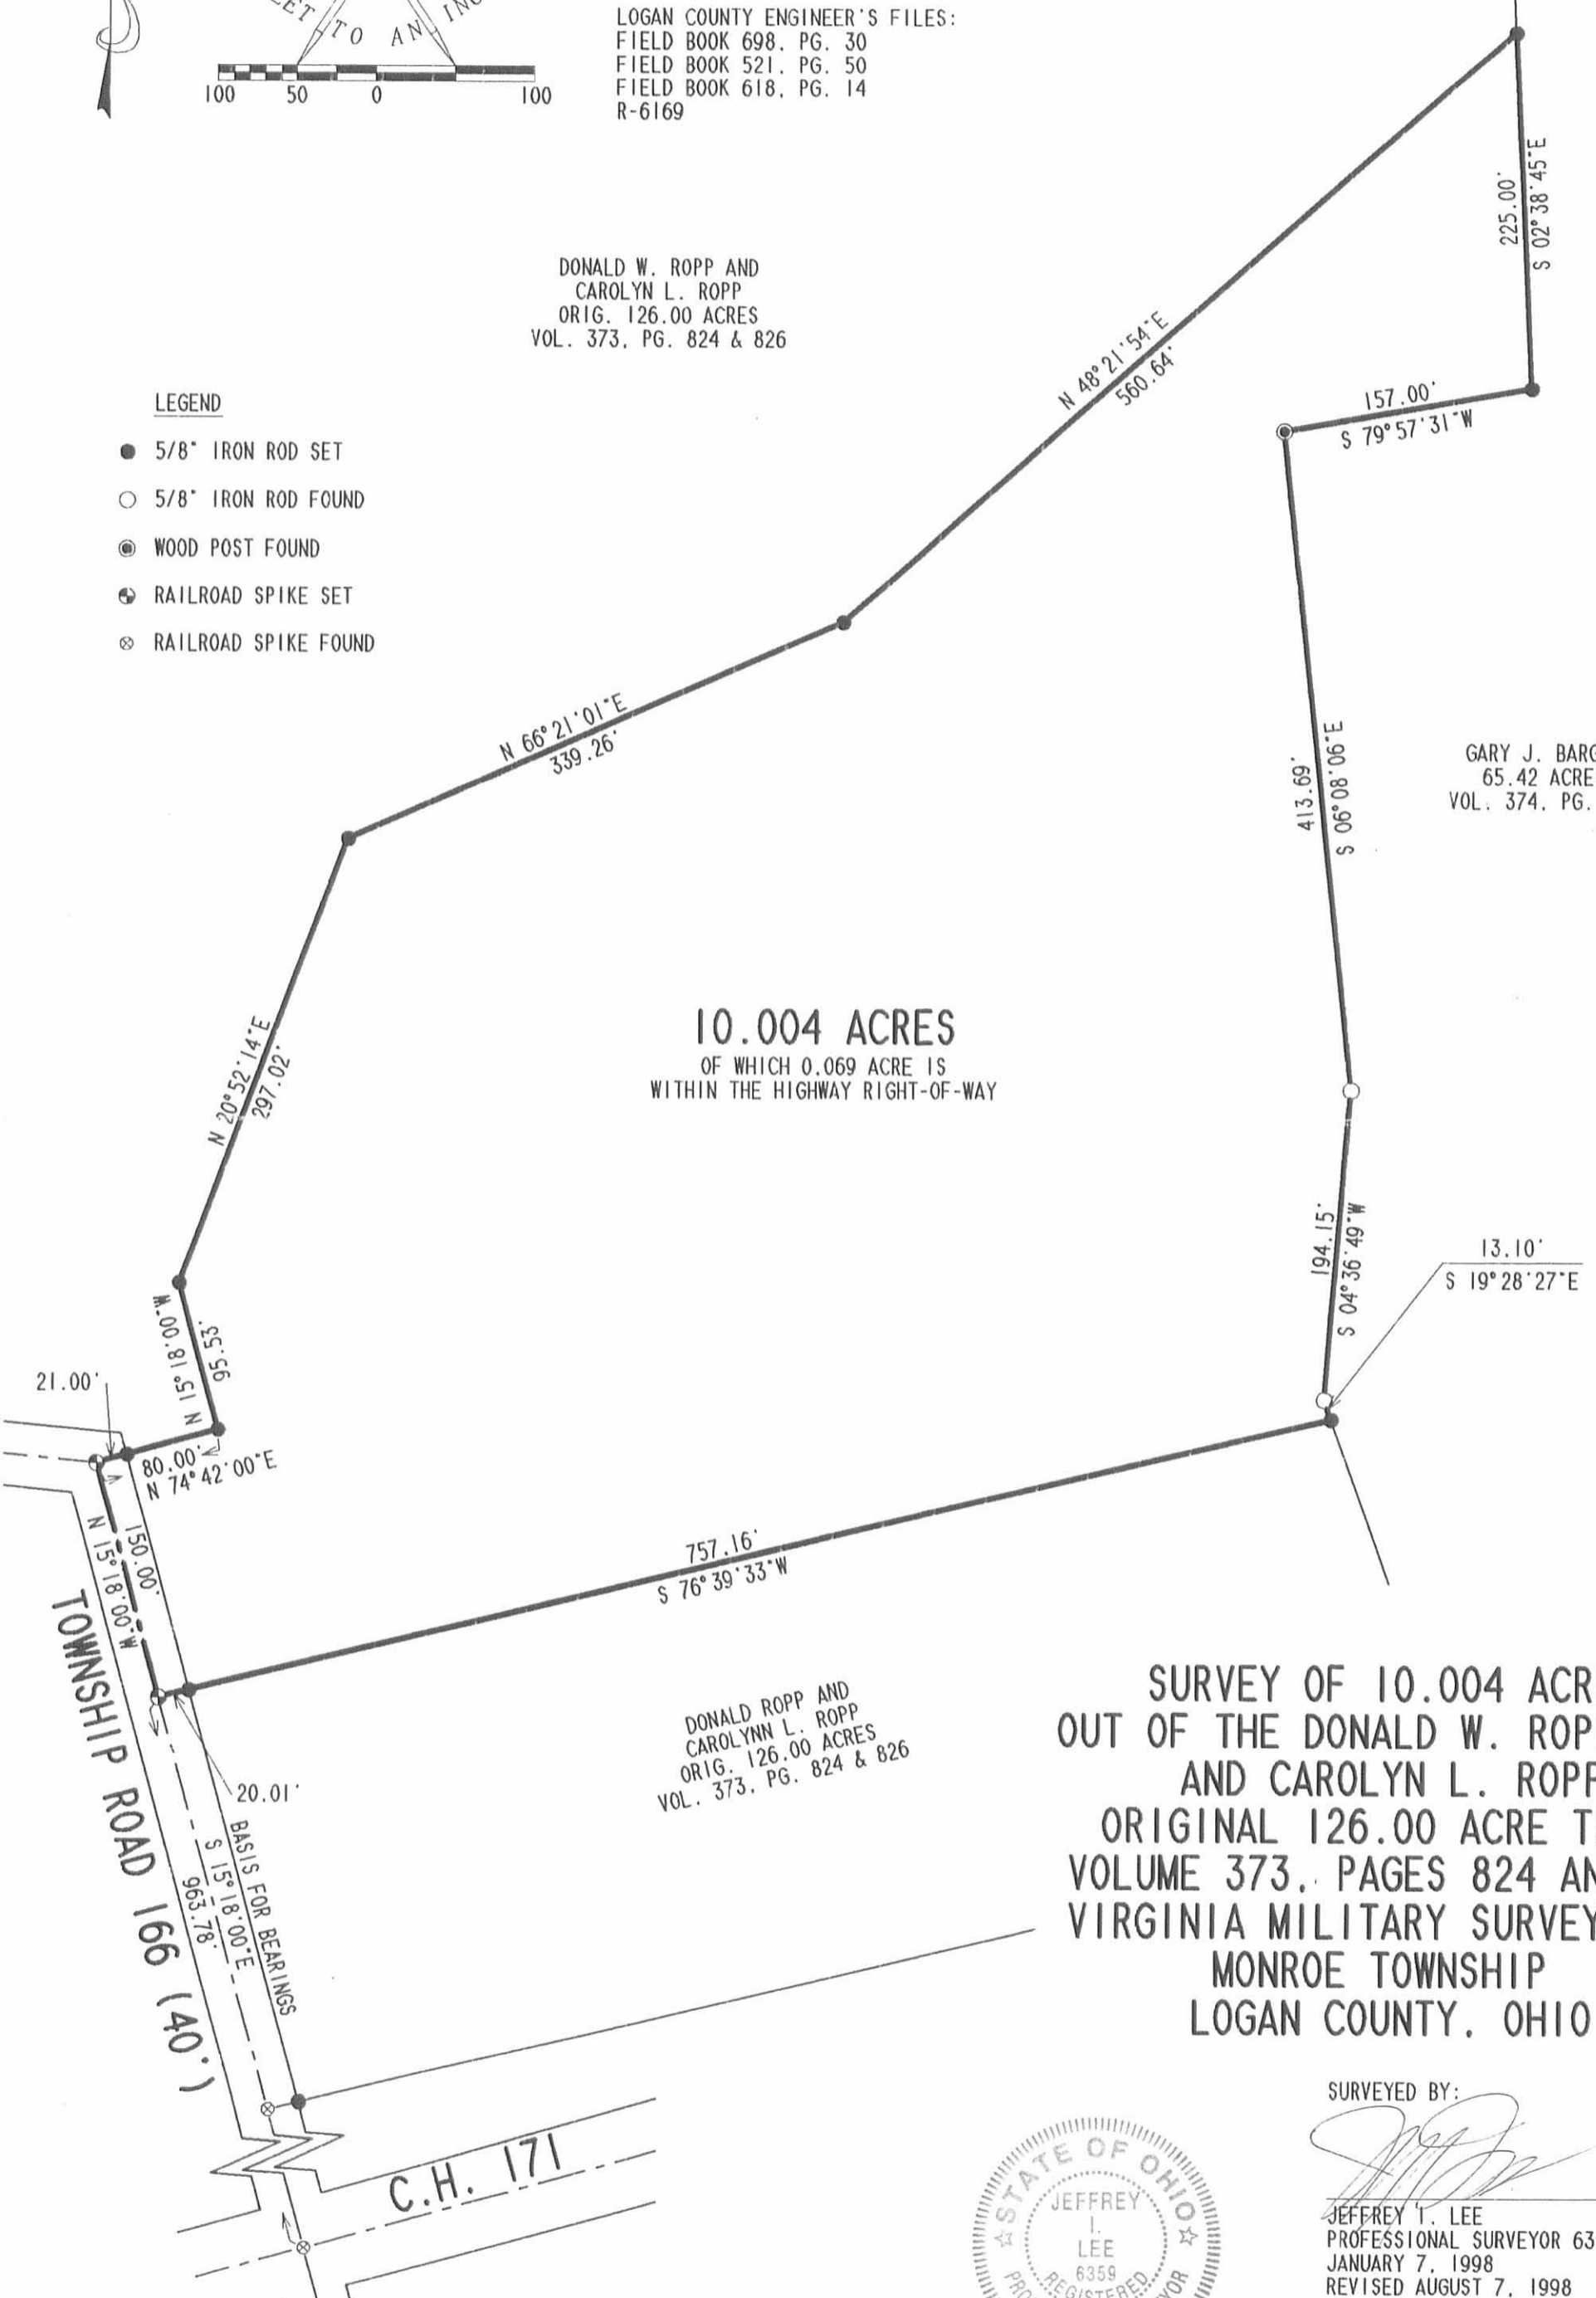 EET TO AN INC
100 50 0 100
LOGAN COUNTY ENGINEER'S FILES:
FIELD BOOK 698, PG. 30
FIELD BOOK 521, PG. 50
FIELD BOOK 618, PG. 14
R-6169
225.00'
S 02°38'45"E
DONALD W. ROPP AND
CAROLYN L. ROPP
ORIG. 126.00 ACRES
VOL. 373, PG. 824 & 826
N 48°21'54"E
560.64'
157.00'
S 79°57'31"W
LEGEND
5/8" IRON ROD SET
5/8" IRON ROD FOUND
WOOD POST FOUND
RAILROAD SPIKE SET
RAILROAD SPIKE FOUND
N 66°21'01"E
339.26'
413.69'
S 06°08'06"E
GARY J. BARG
65.42 ACRE
VOL. 374, PG.
10.004 ACRES
OF WHICH 0.069 ACRE IS
WITHIN THE HIGHWAY RIGHT-OF-WAY
N 20°52'14"E
297.02'
194.15'
S 04°36'49"W
13.10'
S 19°28'27"E
N 15°18'00"W
95.53'
21.00'
80.00'
N 74°42'00"E
150.00'
N 15°18'00"W
757.16'
S 76°39'33"W
TOWNSHIP ROAD 166 (40')
20.01'
BASIS FOR BEARINGS
S 15°18'00"E
963.78'
DONALD ROPP AND
CAROLYNN L. ROPP
ORIG. 126.00 ACRES
VOL. 373, PG. 824 & 826
SURVEY OF 10.004 ACR
OUT OF THE DONALD W. ROP
AND CAROLYN L. ROPP
ORIGINAL 126.00 ACRE T
VOLUME 373, PAGES 824 AN
VIRGINIA MILITARY SURVEY
MONROE TOWNSHIP
LOGAN COUNTY, OHIO
C.H. 171
STATE OF OHIO
JEFFREY
I.
LEE
6359
REGISTERED
SURVEYED BY:
JEFFREY I. LEE
PROFESSIONAL SURVEYOR 63
JANUARY 7, 1998
REVISED AUGUST 7, 1998